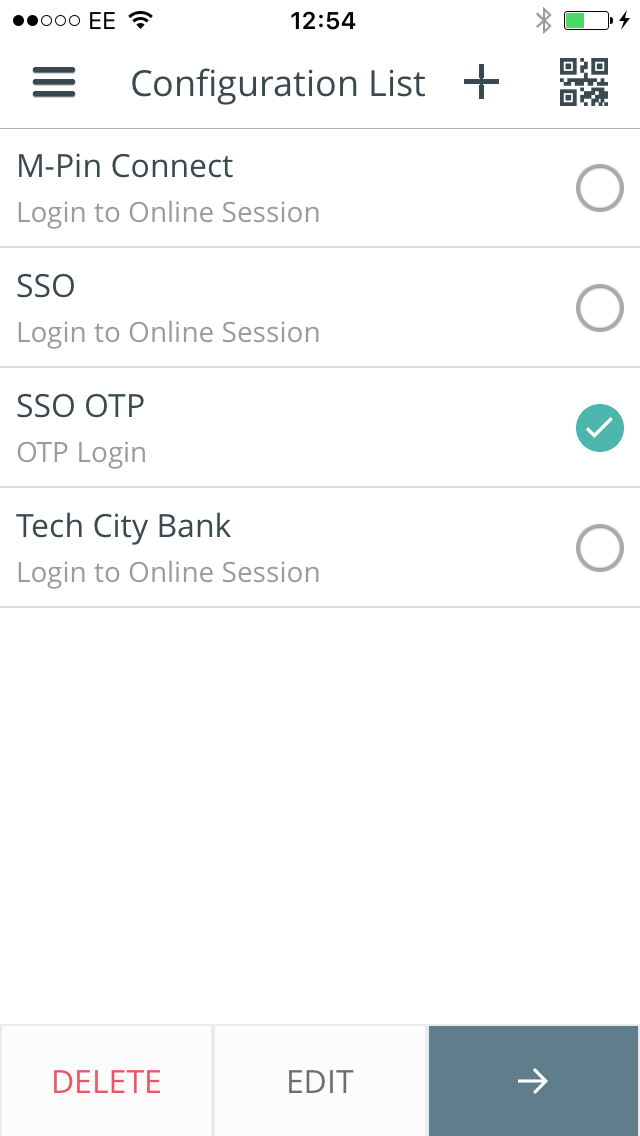 EE 12:54
Configuration List
M-Pin Connect
Login to Online Session
SSO
Login to Online Session
SSO OTP
OTP Login
Tech City Bank
Login to Online Session
DELETE EDIT